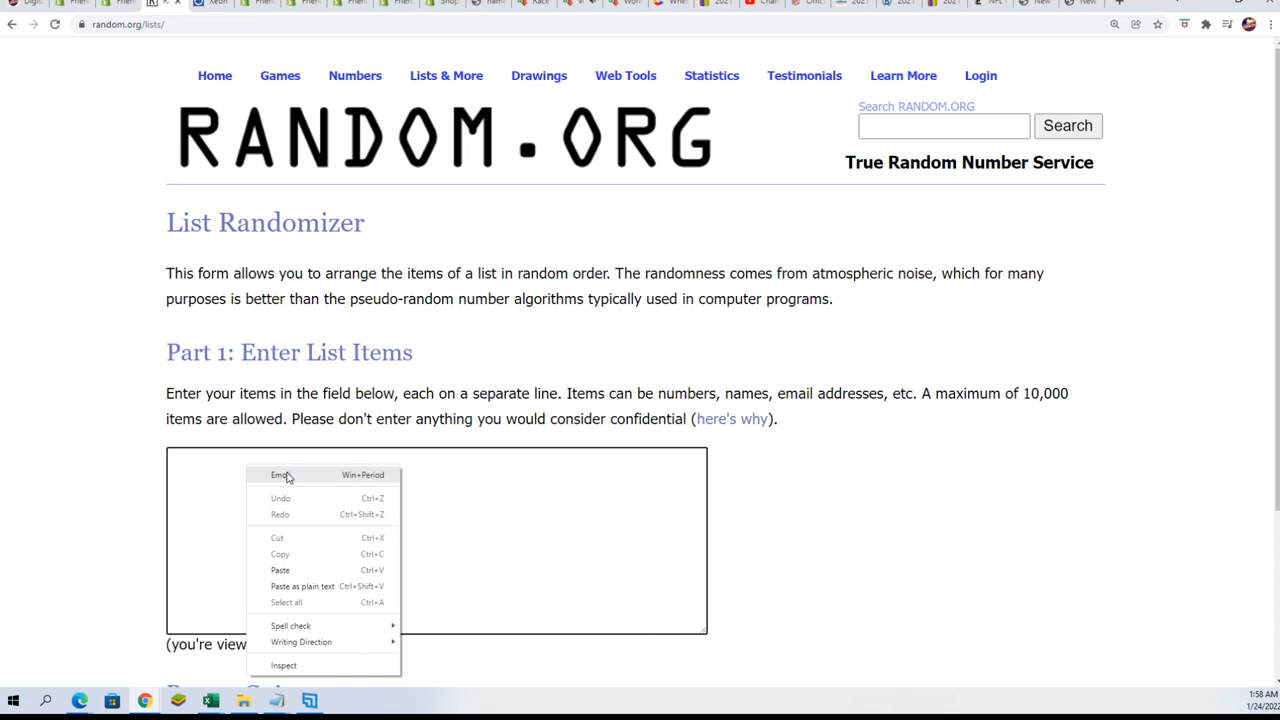 random.org/lists/
Home Games Numbers Lists & More Drawings Web Tools Statistics Testimonials Learn More Login
RANDOM.ORG
Search RANDOM.ORG
Search
True Random Number Service
List Randomizer
This form allows you to arrange the items of a list in random order. The randomness comes from atmospheric noise, which for many
purposes is better than the pseudo-random number algorithms typically used in computer programs.
Part 1: Enter List Items
Enter your items in the field below, each on a separate line. Items can be numbers, names, email addresses, etc. A maximum of 10,000
items are allowed. Please don't enter anything you would consider confidential (here's why).
Win+Period
Undo Ctrl+Z
Redo Ctrl+Shift+Z
Cut Ctrl+X
Copy Ctrl+C
Paste Ctrl+V
Paste as plain text Ctrl+Shift+V
Select all Ctrl+A
Spell check
Writing Direction
Inspect
(you're view
1:58 AM
1/24/2022